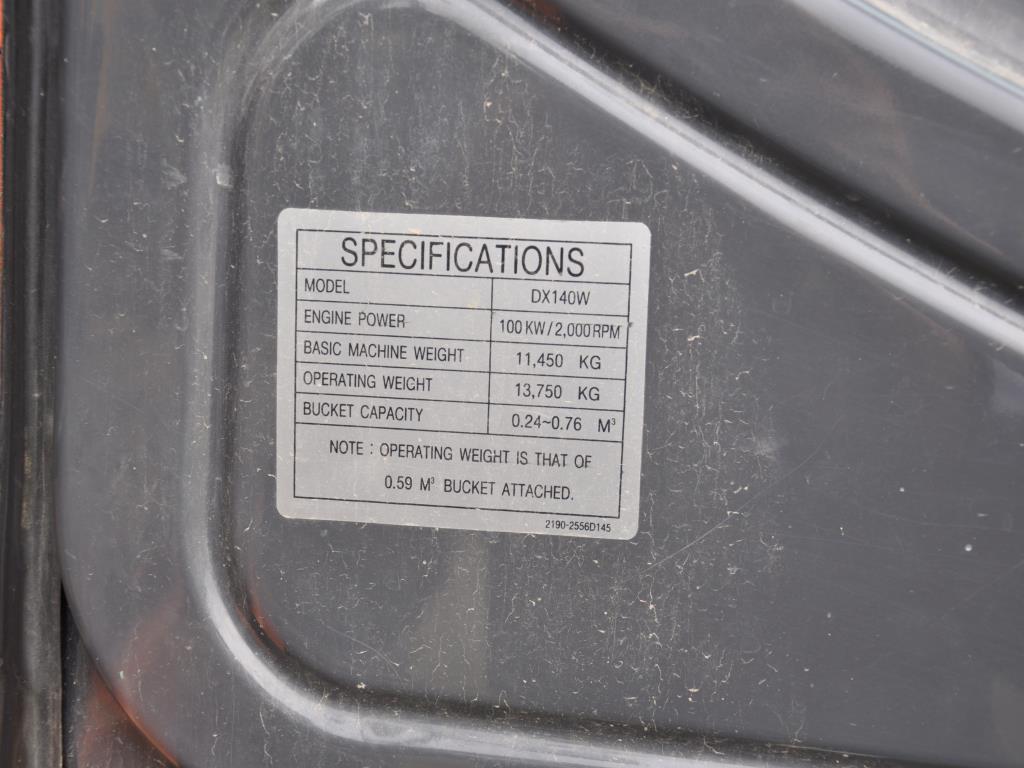 SPECIFICATIONS
MODEL DX140W
ENGINE POWER 100 KW/2,000RPM
BASIC MACHINE WEIGHT 11,450 KG
OPERATING WEIGHT 13,750 KG
BUCKET CAPACITY 0.24~0.76 M³
NOTE : OPERATING WEIGHT IS THAT OF
0.59 M³ BUCKET ATTACHED.
2190-2556D145